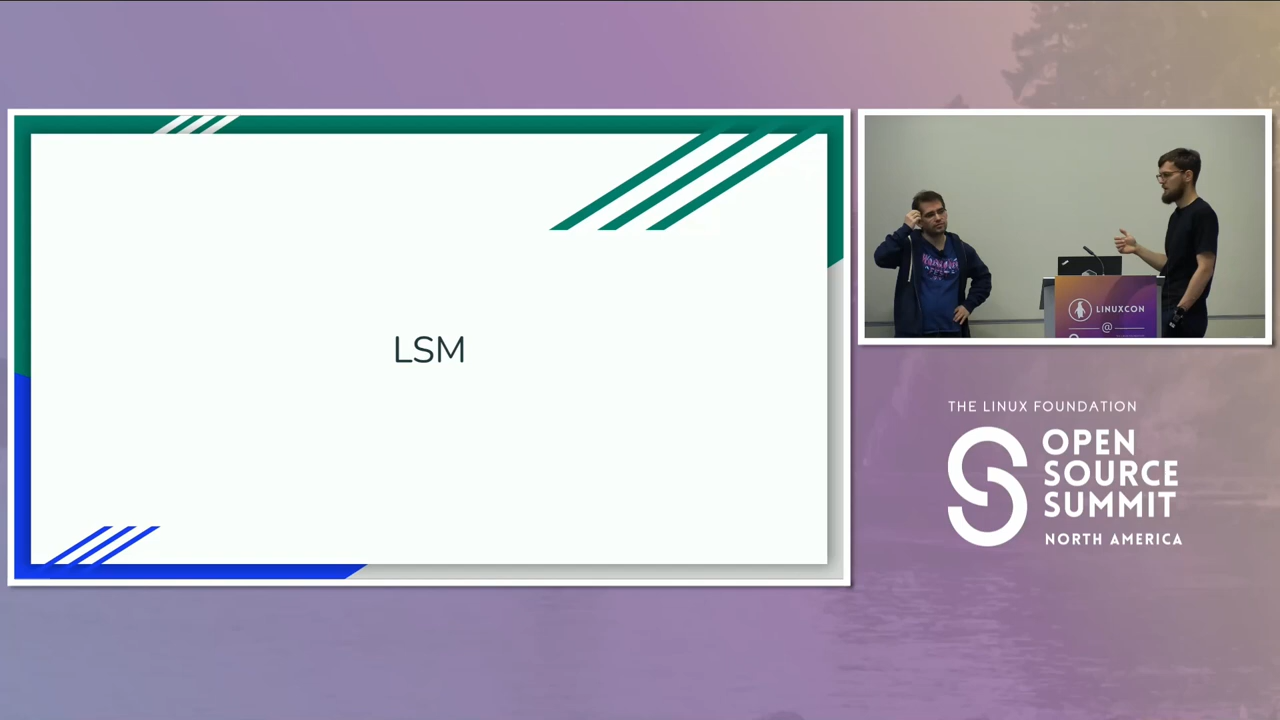 LSM
LINUXCON
@
THE LINUX FOUNDATION
OPEN
SOURCE
SUMMIT
NORTH AMERICA